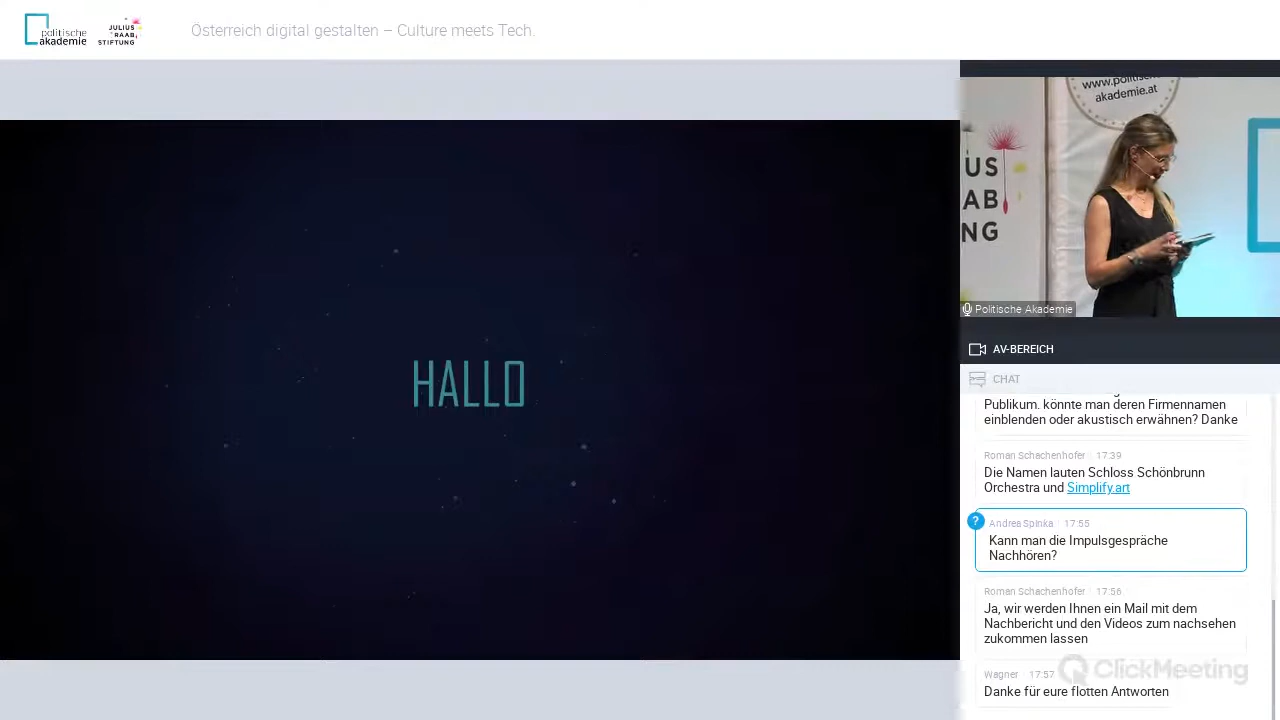 politische
akademie
JULIUS
RAAB
STIFTUNG
Österreich digital gestalten – Culture meets Tech.
HALLO
www.politisc
akademie.at
IUS
AB
NG
Politische Akademie
AV-BEREICH
CHAT
Publikum. könnte man deren Firmennamen
einblenden oder akustisch erwähnen? Danke
Roman Schachenhofer 17:39
Die Namen lauten Schloss Schönbrunn
Orchestra und Simplify.art
?
Andrea Spinka 17:55
Kann man die Impulsgespräche
Nachhören?
Roman Schachenhofer 17:56
Ja, wir werden Ihnen ein Mail mit dem
Nachbericht und den Videos zum nachsehen
zukommen lassen
Wagner 17:57
Danke für eure flotten Antworten
ClickMeeting